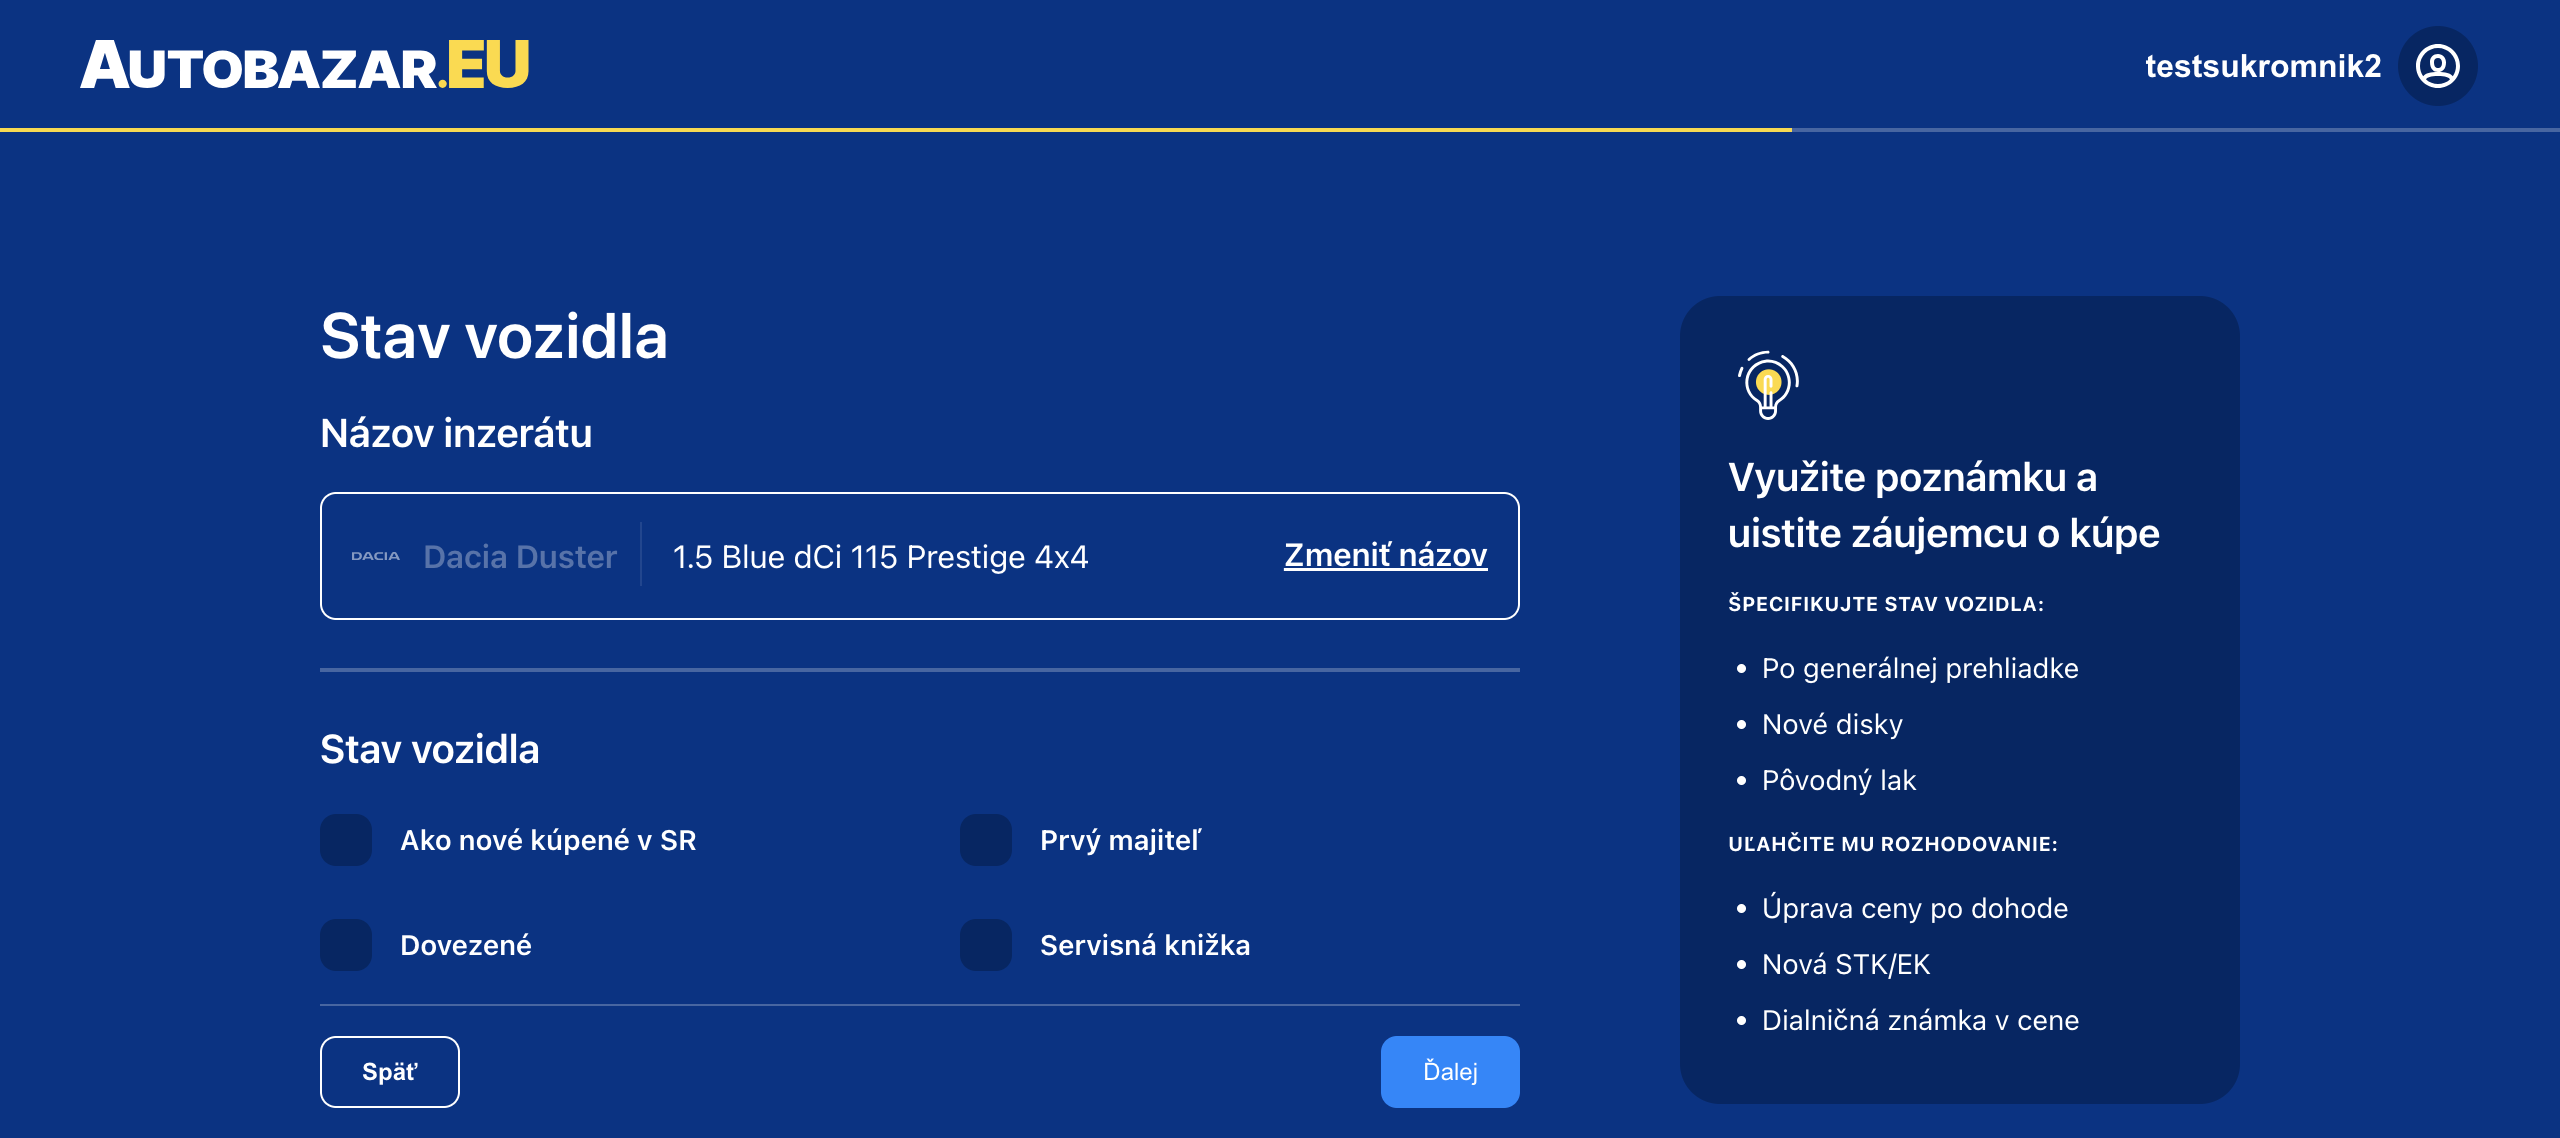 AUTOBAZAR.EU
testsukromnik2
Stav vozidla
Názov inzerátu
DACIA Dacia Duster 1.5 Blue dCi 115 Prestige 4x4 Zmeniť názov
Stav vozidla
Ako nové kúpené v SR
Prvý majiteľ
Dovezené
Servisná knižka
Späť
Ďalej
Využite poznámku a
uistite záujemcu o kúpe
ŠPECIFIKUJTE STAV VOZIDLA:
• Po generálnej prehliadke
• Nové disky
• Pôvodný lak
UĽAHČITE MU ROZHODOVANIE:
• Úprava ceny po dohode
• Nová STK/EK
• Dialničná známka v cene